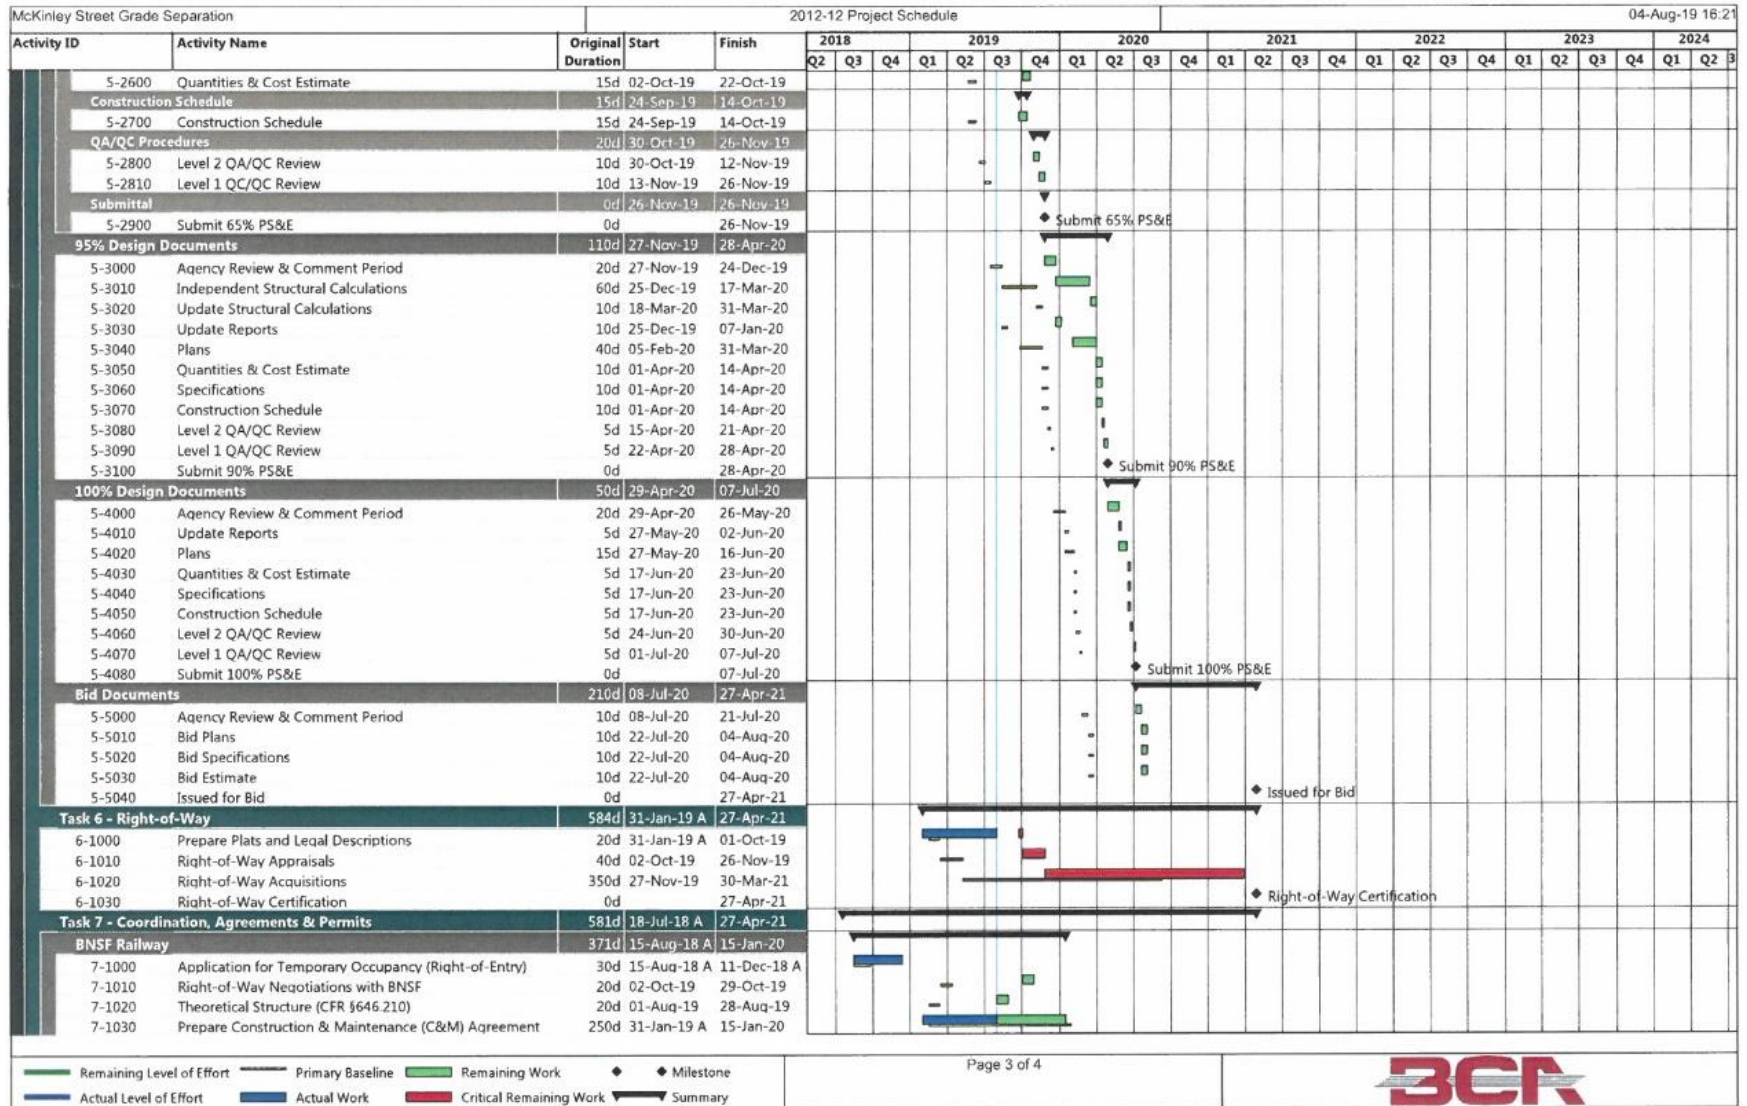 McKinley Street Grade Separation 2012-12 Project Schedule 04-Aug-19 16:21
Activity ID Activity Name Original Duration Start Finish 2018 2019 2020 2021 2022 2023 2024
Q2 Q3 Q4 Q1 Q2 Q3 Q4 Q1 Q2 Q3 Q4 Q1 Q2 Q3 Q4 Q1 Q2 Q3 Q4 Q1 Q2 Q3 Q4 Q1 Q2 3
5-2600 Quantities & Cost Estimate 15d 02-Oct-19 22-Oct-19
Construction Schedule 15d 24-Sep-19 14-Oct-19
5-2700 Construction Schedule 15d 24-Sep-19 14-Oct-19
QA/QC Procedures 20d 30-Oct-19 26-Nov-19
5-2800 Level 2 QA/QC Review 10d 30-Oct-19 12-Nov-19
5-2810 Level 1 QC/QC Review 10d 13-Nov-19 26-Nov-19
Submittal 0d 26-Nov-19 26-Nov-19
5-2900 Submit 65% PS&E 0d 26-Nov-19 Submit 65% PS&E
95% Design Documents 110d 27-Nov-19 28-Apr-20
5-3000 Agency Review & Comment Period 20d 27-Nov-19 24-Dec-19
5-3010 Independent Structural Calculations 60d 25-Dec-19 17-Mar-20
5-3020 Update Structural Calculations 10d 18-Mar-20 31-Mar-20
5-3030 Update Reports 10d 25-Dec-19 07-Jan-20
5-3040 Plans 40d 05-Feb-20 31-Mar-20
5-3050 Quantities & Cost Estimate 10d 01-Apr-20 14-Apr-20
5-3060 Specifications 10d 01-Apr-20 14-Apr-20
5-3070 Construction Schedule 10d 01-Apr-20 14-Apr-20
5-3080 Level 2 QA/QC Review 5d 15-Apr-20 21-Apr-20
5-3090 Level 1 QA/QC Review 5d 22-Apr-20 28-Apr-20
5-3100 Submit 90% PS&E 0d 28-Apr-20 Submit 90% PS&E
100% Design Documents 50d 29-Apr-20 07-Jul-20
5-4000 Agency Review & Comment Period 20d 29-Apr-20 26-May-20
5-4010 Update Reports 5d 27-May-20 02-Jun-20
5-4020 Plans 15d 27-May-20 16-Jun-20
5-4030 Quantities & Cost Estimate 5d 17-Jun-20 23-Jun-20
5-4040 Specifications 5d 17-Jun-20 23-Jun-20
5-4050 Construction Schedule 5d 17-Jun-20 23-Jun-20
5-4060 Level 2 QA/QC Review 5d 24-Jun-20 30-Jun-20
5-4070 Level 1 QA/QC Review 5d 01-Jul-20 07-Jul-20
5-4080 Submit 100% PS&E 0d 07-Jul-20 Submit 100% PS&E
Bid Documents 210d 08-Jul-20 27-Apr-21
5-5000 Agency Review & Comment Period 10d 08-Jul-20 21-Jul-20
5-5010 Bid Plans 10d 22-Jul-20 04-Aug-20
5-5020 Bid Specifications 10d 22-Jul-20 04-Aug-20
5-5030 Bid Estimate 10d 22-Jul-20 04-Aug-20
5-5040 Issued for Bid 0d 27-Apr-21 Issued for Bid
Task 6 - Right-of-Way 584d 31-Jan-19 A 27-Apr-21
6-1000 Prepare Plats and Legal Descriptions 20d 31-Jan-19 A 01-Oct-19
6-1010 Right-of-Way Appraisals 40d 02-Oct-19 26-Nov-19
6-1020 Right-of-Way Acquisitions 350d 27-Nov-19 30-Mar-21
6-1030 Right-of-Way Certification 0d 27-Apr-21 Right-of-Way Certification
Task 7 - Coordination, Agreements & Permits 581d 18-Jul-18 A 27-Apr-21
BNSF Railway 371d 15-Aug-18 A 15-Jan-20
7-1000 Application for Temporary Occupancy (Right-of-Entry) 30d 15-Aug-18 A 11-Dec-18 A
7-1010 Right-of-Way Negotiations with BNSF 20d 02-Oct-19 29-Oct-19
7-1020 Theoretical Structure (CFR §646.210) 20d 01-Aug-19 28-Aug-19
7-1030 Prepare Construction & Maintenance (C&M) Agreement 250d 31-Jan-19 A 15-Jan-20
Remaining Level of Effort Primary Baseline Remaining Work Milestone
Actual Level of Effort Actual Work Critical Remaining Work Summary
Page 3 of 4
BCA